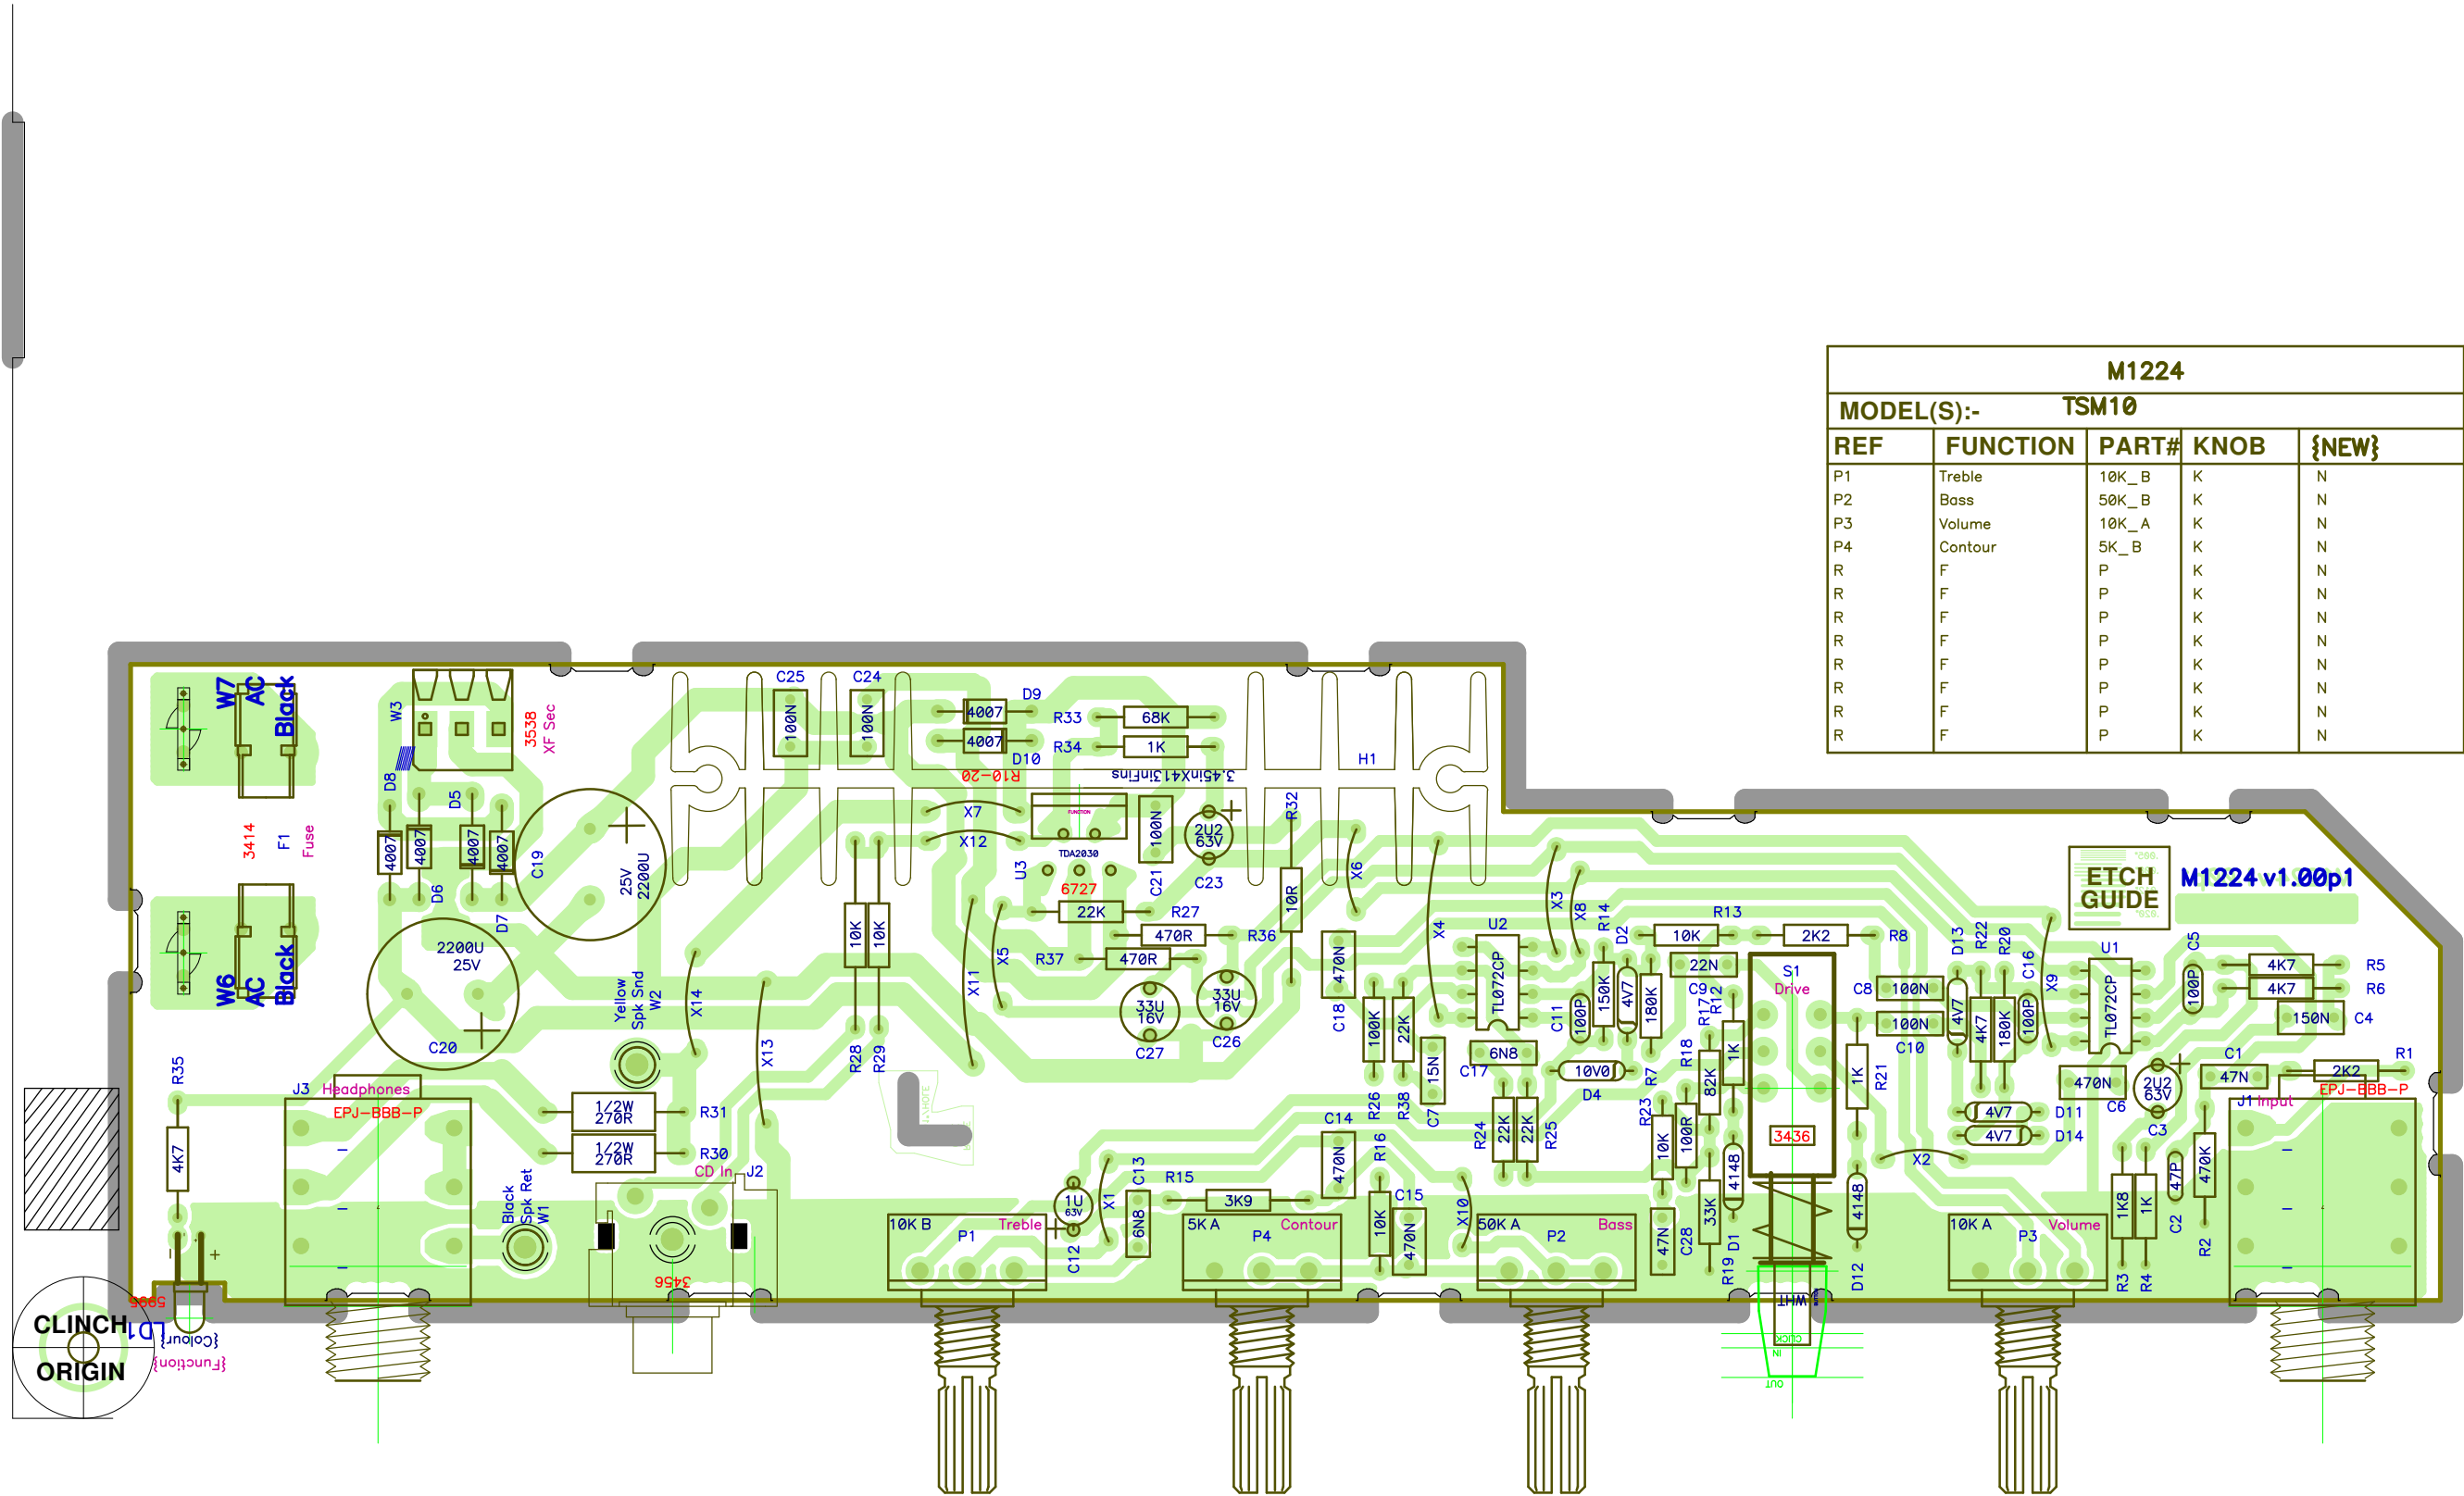 M1224
MODEL(S):- TSM10
REF FUNCTION PART# KNOB {NEW}
P1 Treble 10K_B K N
P2 Bass 50K_B K N
P3 Volume 10K_A K N
P4 Contour 5K_B K N
R F P K N
R F P K N
R F P K N
R F P K N
R F P K N
R F P K N
R F P K N
R F P K N
W7
AC
Black
W3
3538
XF Sec
C25
100N
C24
100N
D9
4007
4007
D10
R33
68K
R34
1K
H1
R10-20
3.45inX413inFins
D8
D5
4007
4007
4007
4007
D6
D7
3414
F1
Fuse
C19
25V
2200U
X7
X12
FUNCTION
TDA2030
U3
6727
100N
C21
2U2
63V
C23
R32
10R
X6
W6
AC
Black
2200U
25V
C20
Yellow
Spk Snd
W2
X14
X13
10K
10K
R28
R29
X11
X5
22K
R27
470R
R36
R37
470R
33U
16V
C27
33U
16V
C26
470N
C18
X4
100K
R26
22K
R38
15N
C7
U2
TL072CP
6N8
C17
X3
X8
C11
100P
R14
150K
D2
4V7
180K
R7
10V0
D4
R13
10K
2K2
R8
22N
C9
R12
R17
R18
1K
82K
S1
Drive
3436
C8
100N
100N
C10
1K
R21
D13
4V7
R22
4K7
R20
180K
C16
100P
X9
ETCH
GUIDE
M1224 v1.00p1
U1
TL072CP
C5
100P
4K7
R5
4K7
R6
150N
C4
C1
47N
2K2
R1
470N
C6
2U2
63V
C3
R35
4K7
J3
Headphones
EPJ-BBB-P
1/2W
270R
R31
1/2W
270R
R30
CD In
J2
Black
Spk Ret
W1
3456
10K B
Treble
P1
1U
63V
C12
X1
C13
6N8
R15
3K9
C14
470N
5K A
Contour
P4
R16
10K
C15
470N
X10
R24
22K
22K
R25
50K A
Bass
P2
R23
10K
100R
47N
C28
33K
R19
4148
D1
4148
D12
WHT
CLICK
IN
OUT
X2
4V7
D11
4V7
D14
10K A
Volume
P3
1K8
R3
1K
R4
47P
C2
470K
R2
J1
Input
EPJ-BBB-P
5995
LD1
{Colour}
{Function}
CLINCH
ORIGIN